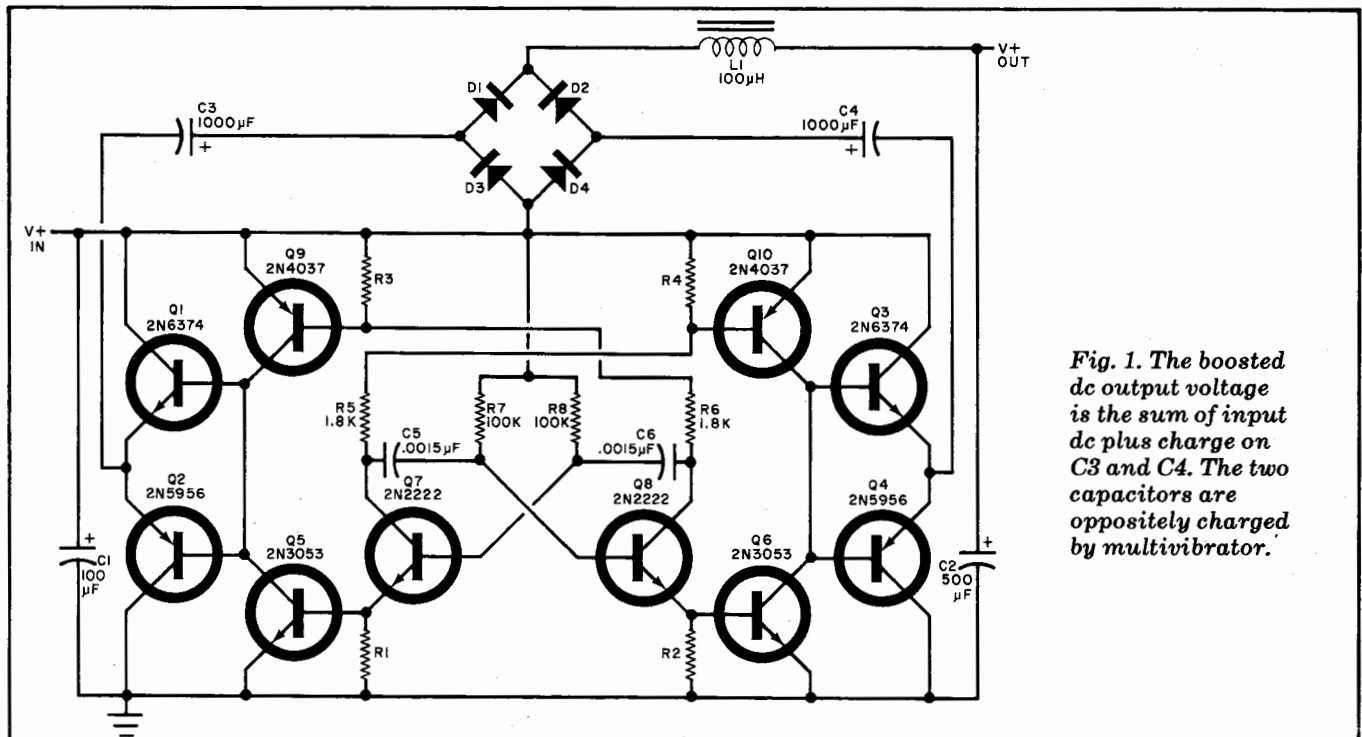 L1
100µH
V+
OUT
D1
D2
C3
1000µF
+
C4
1000µF
+
D3
D4
V+
IN
Q9
2N4037
R3
R4
Q10
2N4037
Q1
2N6374
Q3
2N6374
R5
1.8K
R7
100K
R8
100K
R6
1.8K
C5
.0015µF
C6
.0015µF
Q2
2N5956
Q7
2N2222
Q8
2N2222
Q4
2N5956
Q5
2N3053
Q6
2N3053
+
C1
100
µF
+
C2
500
µF
R1
R2
Fig. 1. The boosted
dc output voltage
is the sum of input
dc plus charge on
C3 and C4. The two
capacitors are
oppositely charged
by multivibrator.